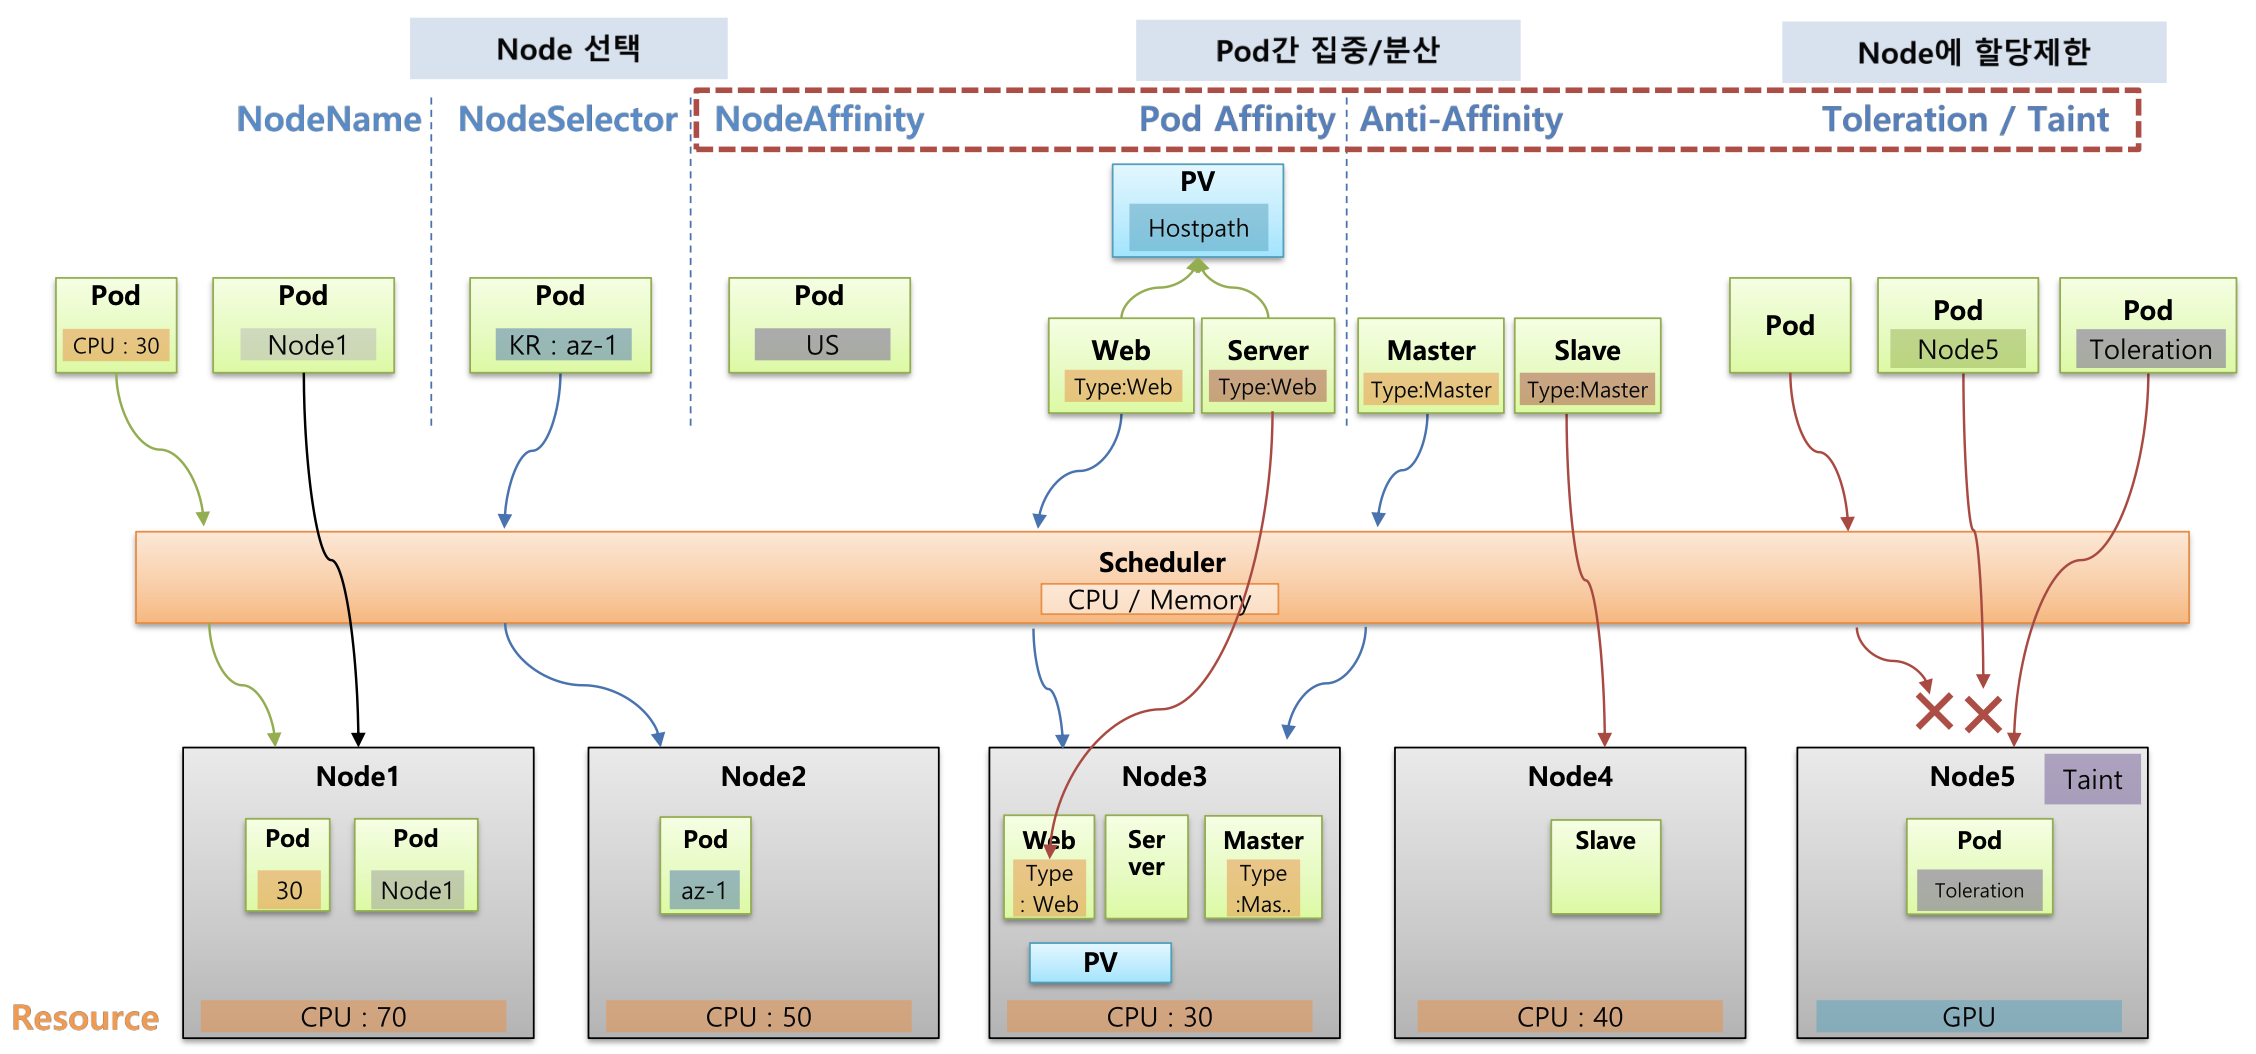 Node 선택
Pod간 집중/분산
Node에 할당제한
NodeName
NodeSelector
NodeAffinity
Pod Affinity
Anti-Affinity
Toleration / Taint
PV
Hostpath
Pod
CPU : 30
Pod
Node1
Pod
KR : az-1
Pod
US
Web
Type:Web
Server
Type:Web
Master
Type:Master
Slave
Type:Master
Pod
Pod
Node5
Pod
Toleration
Scheduler
CPU / Memory
Node1
Pod
30
Pod
Node1
CPU : 70
Node2
Pod
az-1
CPU : 50
Node3
Web
Type
: Web
Ser
ver
Master
Type
:Mas..
PV
CPU : 30
Node4
Slave
CPU : 40
Node5
Taint
Pod
Toleration
GPU
Resource